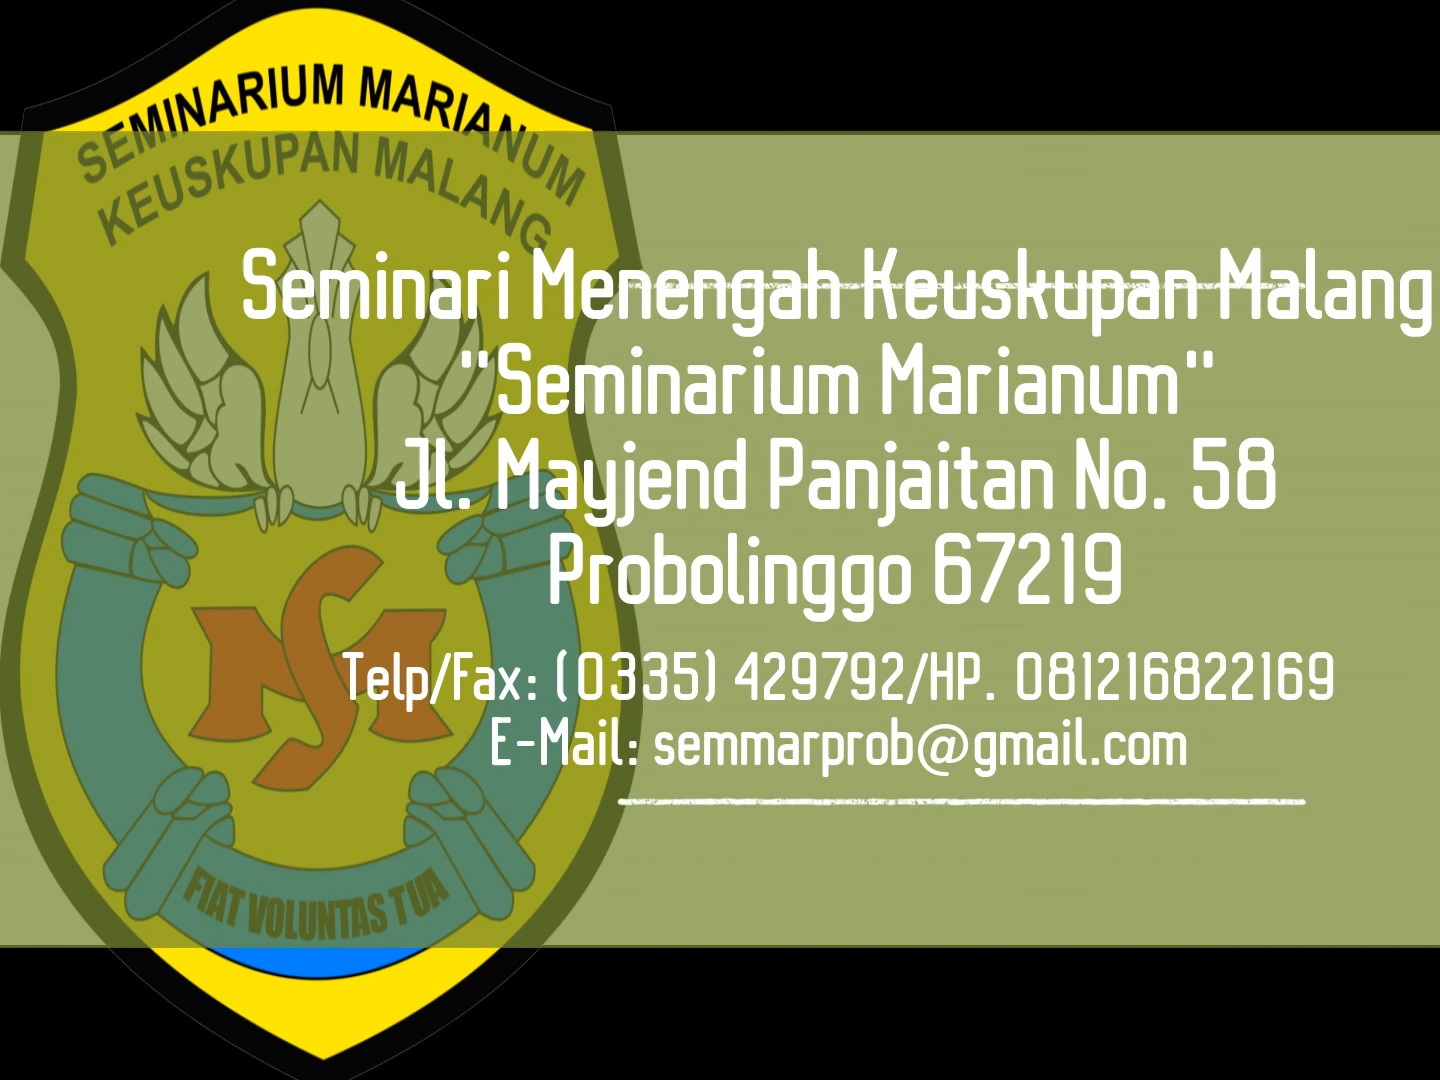 SEMINARIUM MARIANUM
KEUSKUPAN MALANG
Seminari Menengah Keuskupan Malang
"Seminarium Marianum"
Jl. Mayjend Panjaitan No. 58
Probolinggo 67219
Telp/Fax: (0335) 429792/HP. 081216822169
E-Mail: semmarprob@gmail.com
SM
FIAT VOLUNTAS TUA